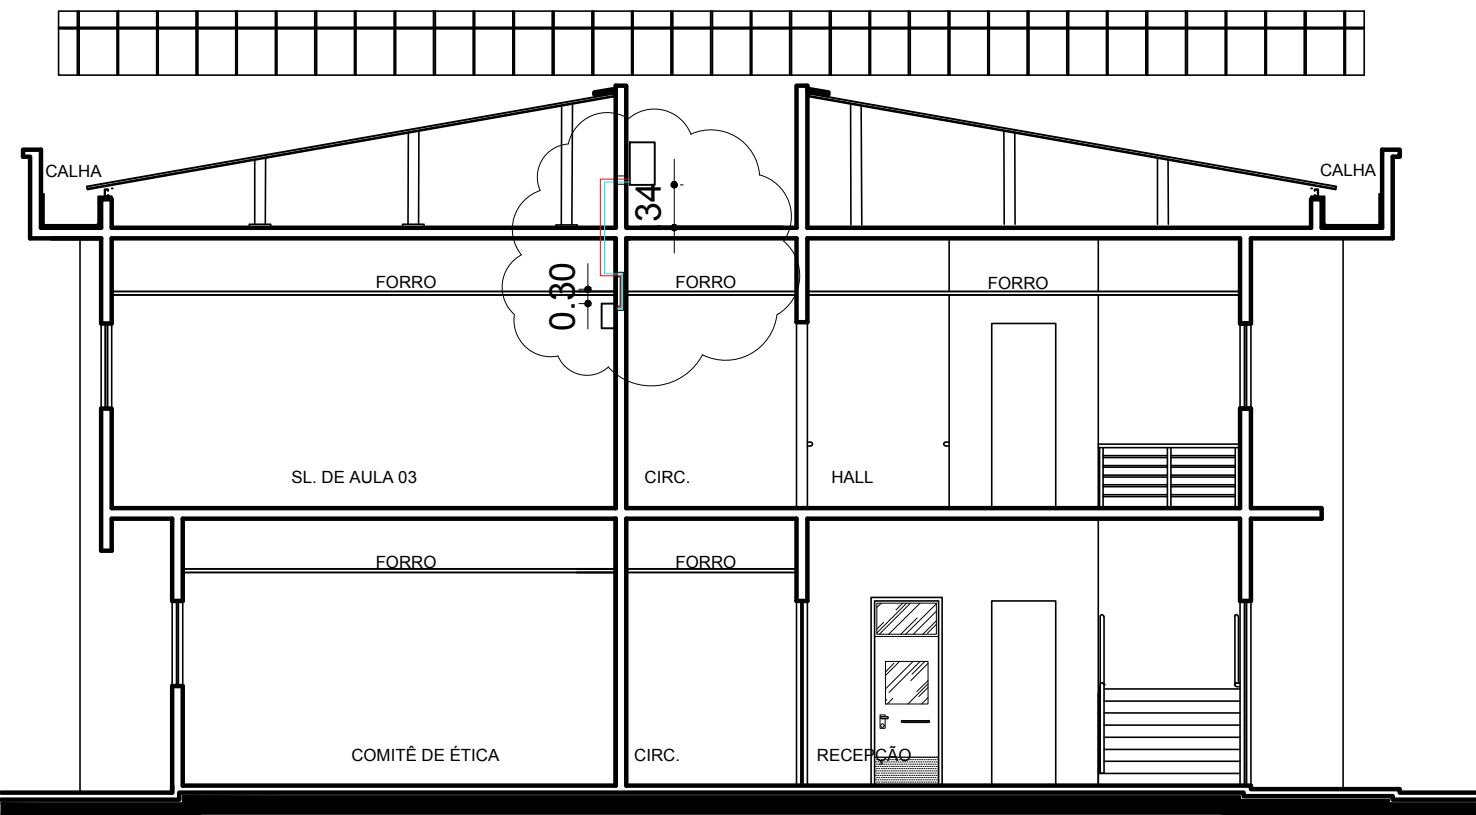 CALHA
CALHA
34
FORRO
FORRO
FORRO
0.30
SL. DE AULA 03
CIRC.
HALL
FORRO
FORRO
COMITÊ DE ÉTICA
CIRC.
RECEPÇÃO